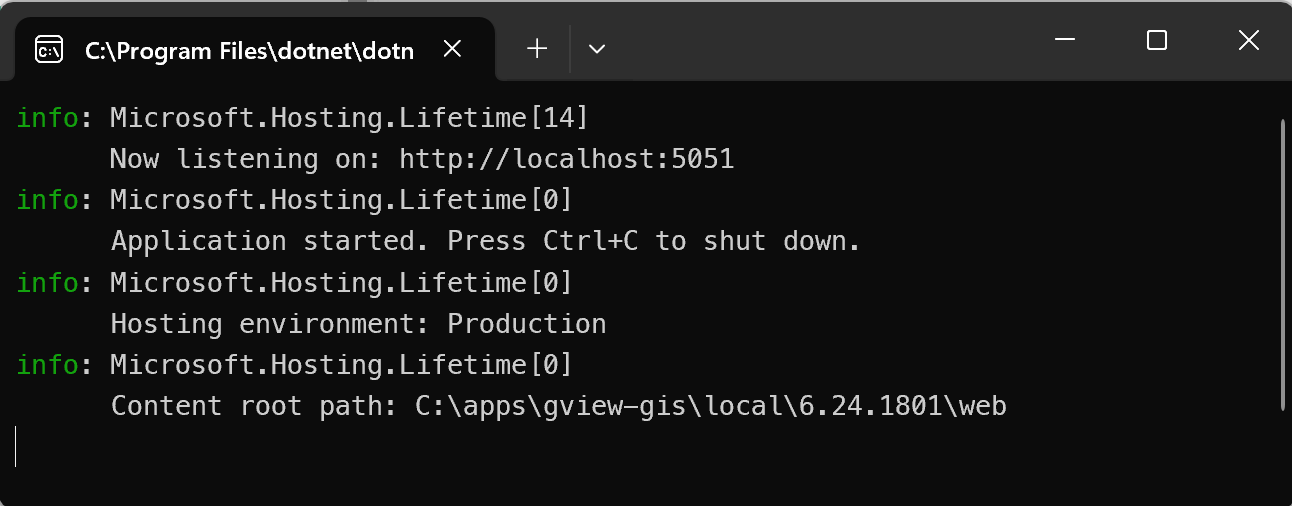 C:\Program Files\dotnet\dotn
info: Microsoft.Hosting.Lifetime[14]
Now listening on: http://localhost:5051
info: Microsoft.Hosting.Lifetime[0]
Application started. Press Ctrl+C to shut down.
info: Microsoft.Hosting.Lifetime[0]
Hosting environment: Production
info: Microsoft.Hosting.Lifetime[0]
Content root path: C:\apps\gview-gis\local\6.24.1801\web